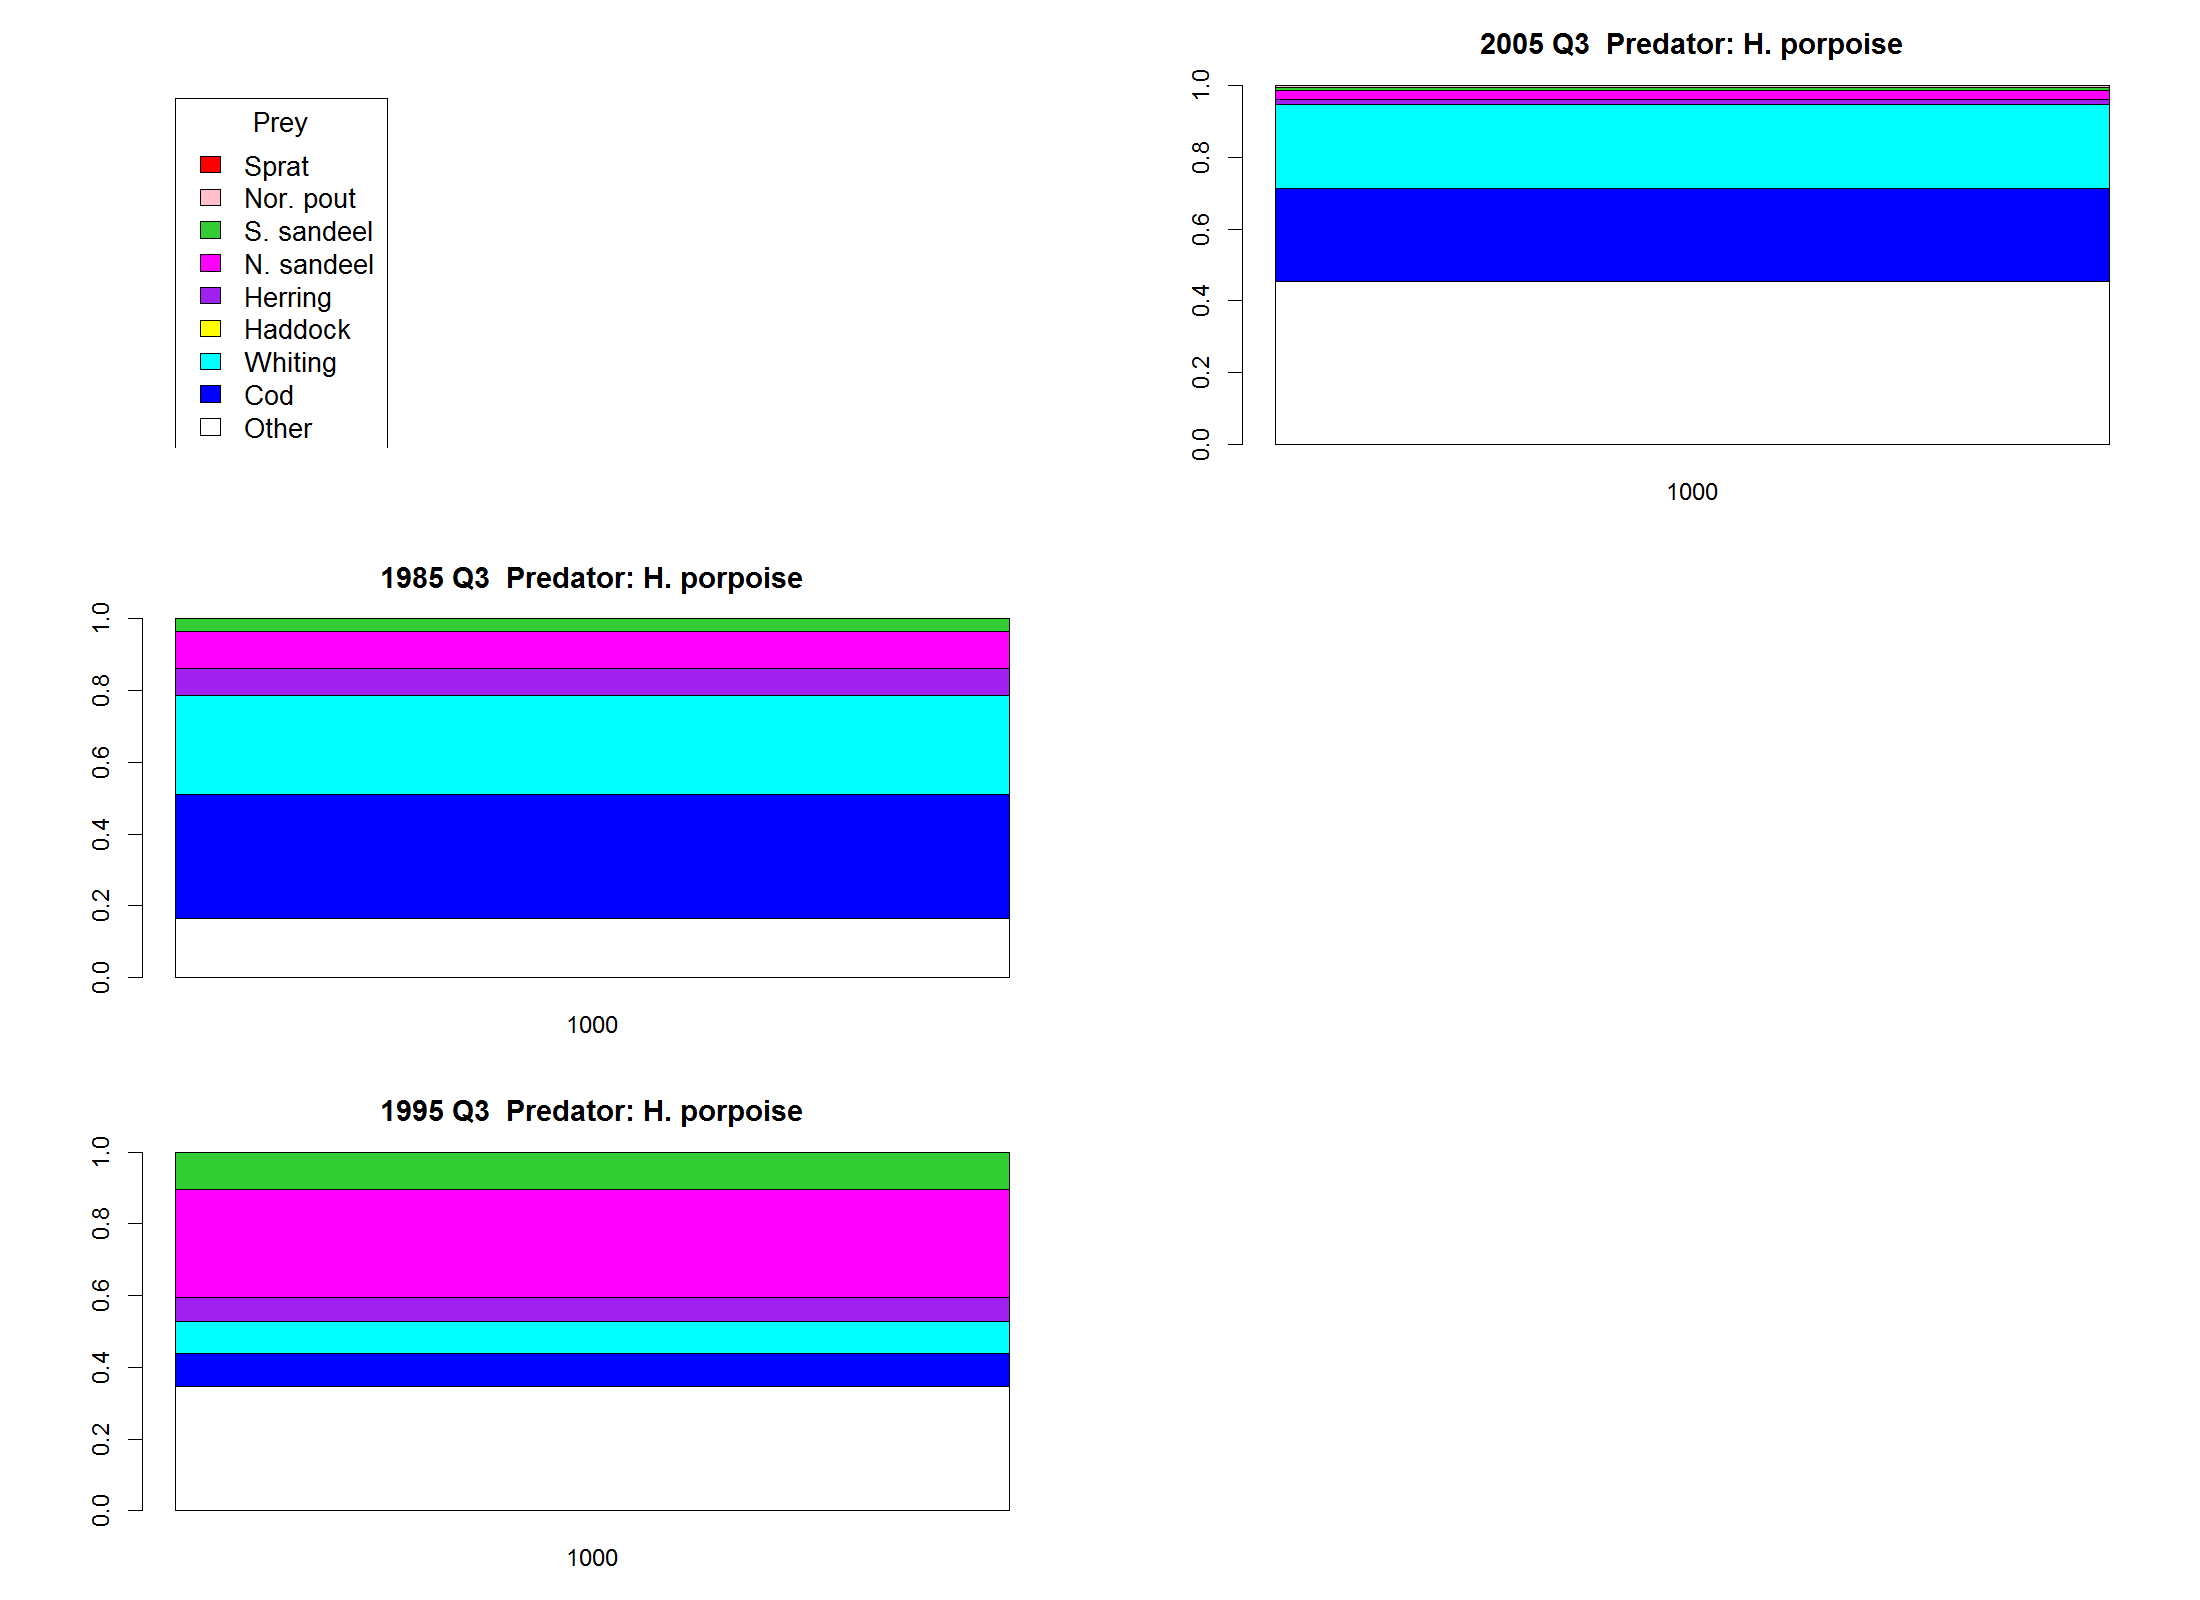 Prey
Sprat
Nor. pout
S. sandeel
N. sandeel
Herring
Haddock
Whiting
Cod
Other
2005 Q3  Predator: H. porpoise
1.0
0.8
0.6
0.4
0.2
0.0
1000
1985 Q3  Predator: H. porpoise
1.0
0.8
0.6
0.4
0.2
0.0
1000
1995 Q3  Predator: H. porpoise
1.0
0.8
0.6
0.4
0.2
0.0
1000